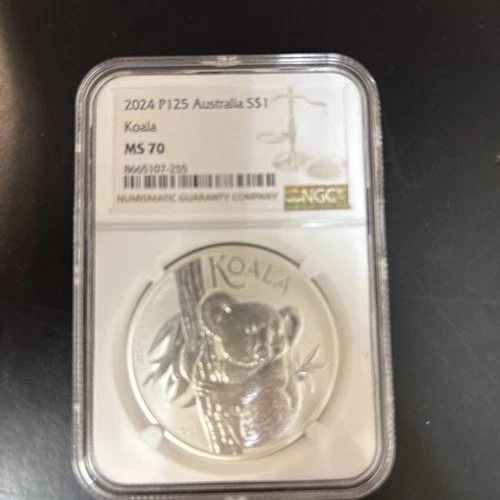 2024 P125 Australia S$1
Koala
MS 70
8665107-255
NUMISMATIC GUARANTY COMPANY
NGC
KOALA